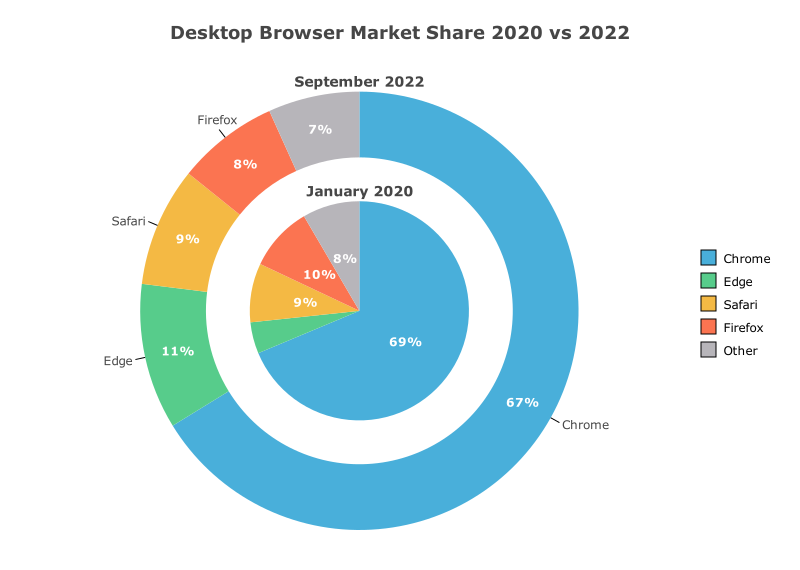 Desktop Browser Market Share 2020 vs 2022
September 2022
Firefox
7%
8%
January 2020
Safari
9%
8%
10%
9%
69%
11%
Edge
67%
Chrome
Chrome
Edge
Safari
Firefox
Other